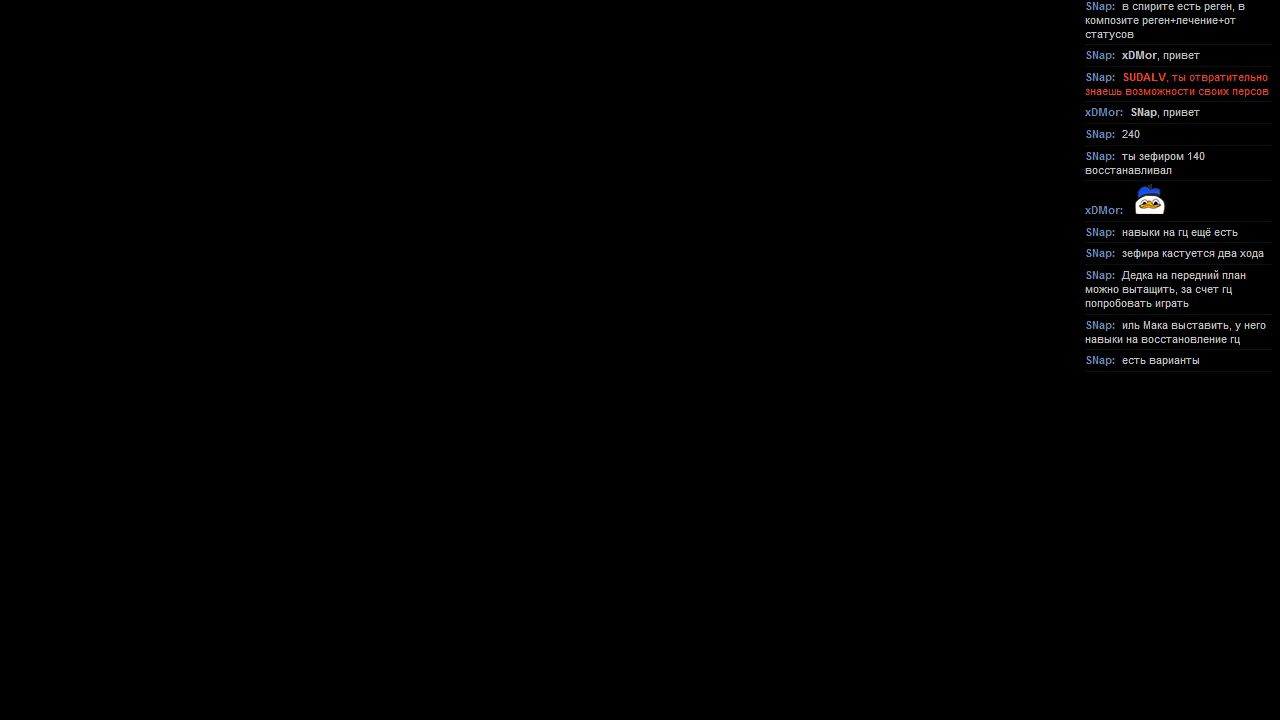 SNap: в спирите есть реген, в
композите реген+лечение+от
статусов
SNap: xDMor, привет
SNap: SUDALV, ты отвратительно
знаешь возможности своих персов
xDMor: SNap, привет
SNap: 240
SNap: ты зефиром 140
восстанавливал
xDMor:
SNap: навыки на гц ещё есть
SNap: зефира кастуется два хода
SNap: Дедка на передний план
можно вытащить, за счет гц
попробовать играть
SNap: иль Мака выставить, у него
навыки на восстановление гц
SNap: есть варианты